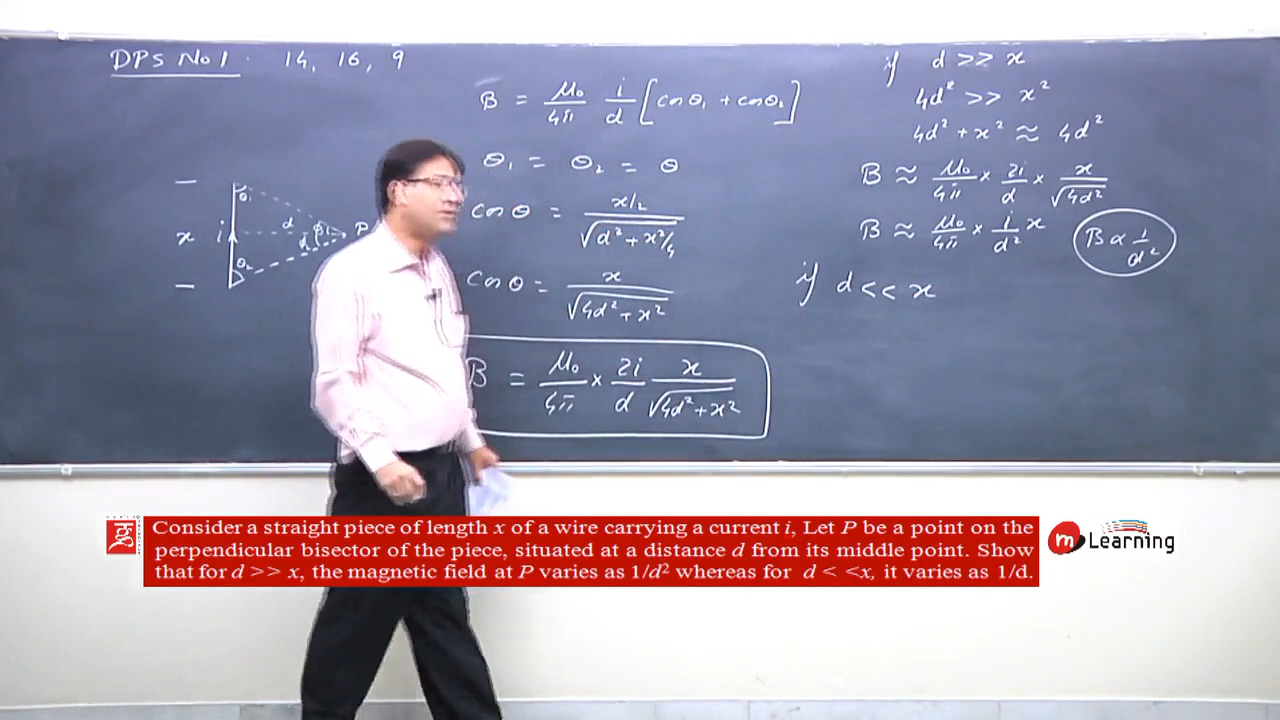 DPS No 1. 14, 16, 9
B = μ₀/4π i/d [cosθ₁ + cosθ₂]
θ₁ = θ₂ = θ
cosθ = x/2 / √(d² + x²/4)
cosθ = x / √(4d² + x²)
B = μ₀/4π × 2i/d x/√(4d² + x²)
θ₁
x i d P
θ₂
if d >> x
4d² >> x²
4d² + x² ≈ 4d²
B ≈ μ₀/4π × 2i/d × x/√4d²
B ≈ μ₀/4π × i/d² x
B ∝ 1/d²
if d << x
Consider a straight piece of length x of a wire carrying a current i, Let P be a point on the
perpendicular bisector of the piece, situated at a distance d from its middle point. Show
that for d >> x, the magnetic field at P varies as 1/d² whereas for d < <x, it varies as 1/d.
m Learning